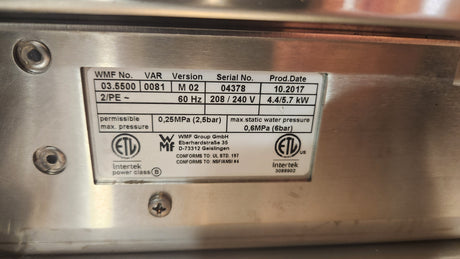 WMF No. VAR Version Serial No. Prod.Date
03.5500 0081 M 02 04378 10.2017
2/PE ~ 60 Hz 208 / 240 V 4.4/5.7 kW
permissible max. pressure 0,25MPa (2,5bar) max.static water pressure 0,6MPa (6bar)
ETL
Intertek
power class B
WMF
WMF Group GmbH
Eberhardstraße 35
D-73312 Geislingen
CONFORMS TO: UL STD. 197
CONFORMS TO: NSF/ANSI
ETL
Intertek
3088902